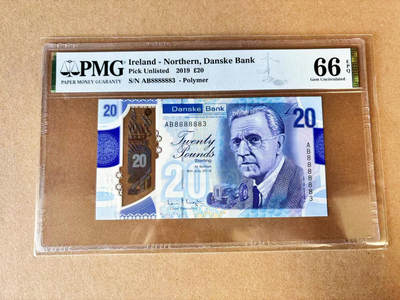 PMG
PAPER MONEY GUARANTY
Ireland - Northern, Danske Bank
Pick Unlisted 2019 £20
S/N AB8888883 - Polymer
66 EPQ
Gem Uncirculated
20
Danske Bank
AB8888883
20
Twenty
Pounds
Sterling
20
20
AB8888883